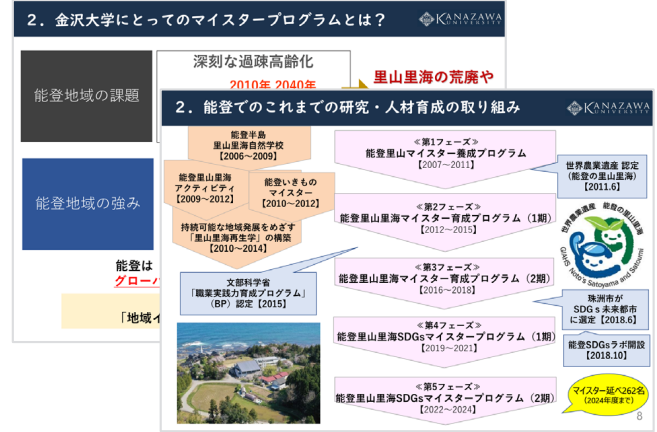 2．金沢大学にとってのマイスタープログラムとは？
KANAZAWA
UNIVERSITY
能登地域の課題
深刻な過疎高齢化
2010年 2040年
里山里海の荒廃や
能登地域の強み
能登は
グロー
「地域イ
2．能登でのこれまでの研究・人材育成の取り組み
KANAZAWA
UNIVERSITY
能登半島
里山里海自然学校
【2006～2009】
能登里山里海
アクティビティ
【2009～2012】
能登いきもの
マイスター
【2010～2012】
持続可能な地域発展をめざす
「里山里海再生学」の構築
【2010～2014】
文部科学省
「職業実践力育成プログラム」
（BP）認定【2015】
≪第1フェーズ≫
能登里山マイスター養成プログラム
【2007～2011】
≪第2フェーズ≫
能登里山里海マイスター育成プログラム（1期）
【2012～2015】
≪第3フェーズ≫
能登里山里海マイスター育成プログラム（2期）
【2016～2018】
≪第4フェーズ≫
能登里山里海SDGsマイスタープログラム（1期）
【2019～2021】
≪第5フェーズ≫
能登里山里海SDGsマイスタープログラム（2期）
【2022～2024】
世界農業遺産 認定
（能登の里山里海）
【2011.6】
世界農業遺産 能登の里山里海
GIAHS Noto's Satoyama and Satoumi
珠洲市が
SDGｓ未来都市
に選定【2018.6】
能登SDGsラボ開設
【2018.10】
マイスター延べ262名
（2024年度まで）
8